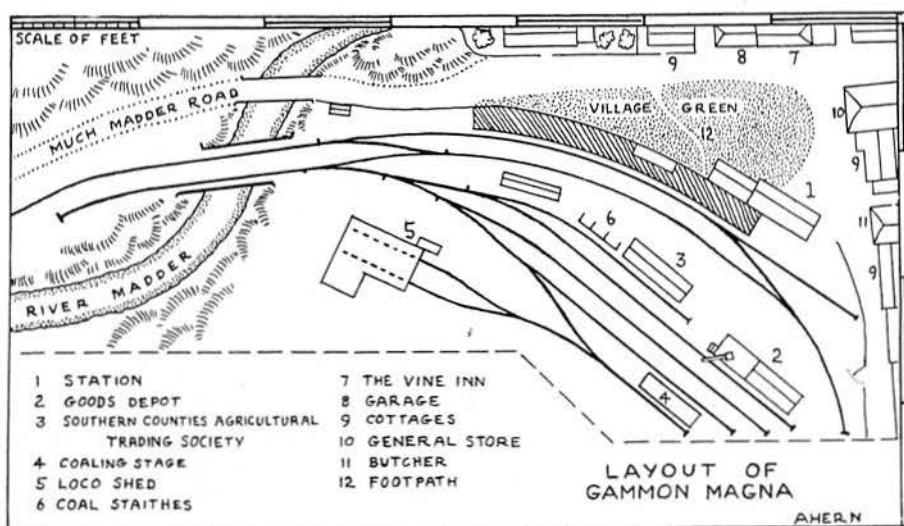 SCALE OF FEET
MUCH MADDER ROAD
RIVER MADDER
VILLAGE GREEN
12
9
8
7
10
9
11
9
1
6
3
5
2
4
1 STATION
2 GOODS DEPOT
3 SOUTHERN COUNTIES AGRICULTURAL
TRADING SOCIETY
4 COALING STAGE
5 LOCO SHED
6 COAL STAITHES
7 THE VINE INN
8 GARAGE
9 COTTAGES
10 GENERAL STORE
11 BUTCHER
12 FOOTPATH
LAYOUT OF
GAMMON MAGNA
AHERN